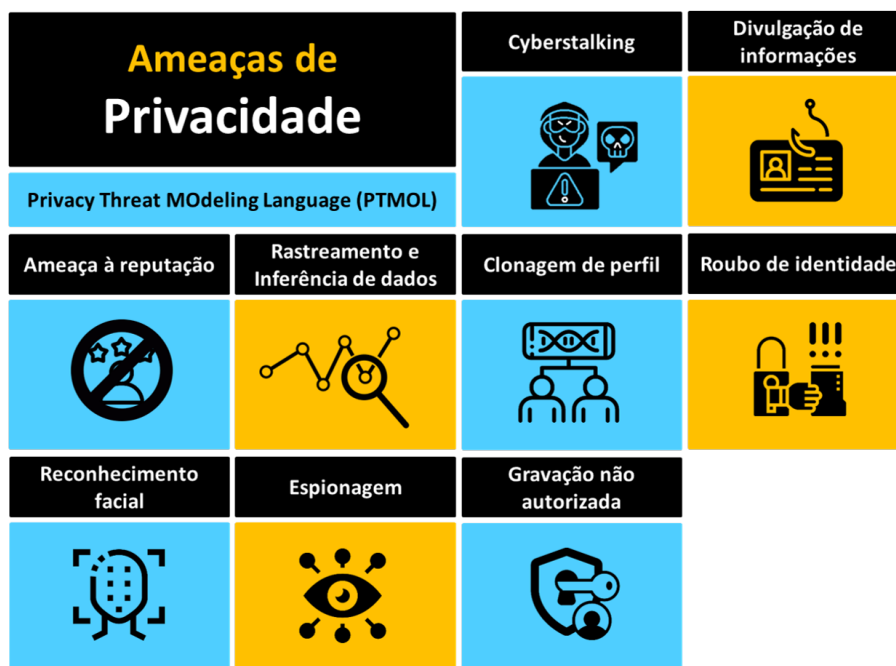 Ameaças de
Privacidade
Privacy Threat MOdeling Language (PTMOL)
Cyberstalking
Divulgação de
informações
Ameaça à reputação
Rastreamento e
Inferência de dados
Clonagem de perfil
Roubo de identidade
Reconhecimento
facial
Espionagem
Gravação não
autorizada